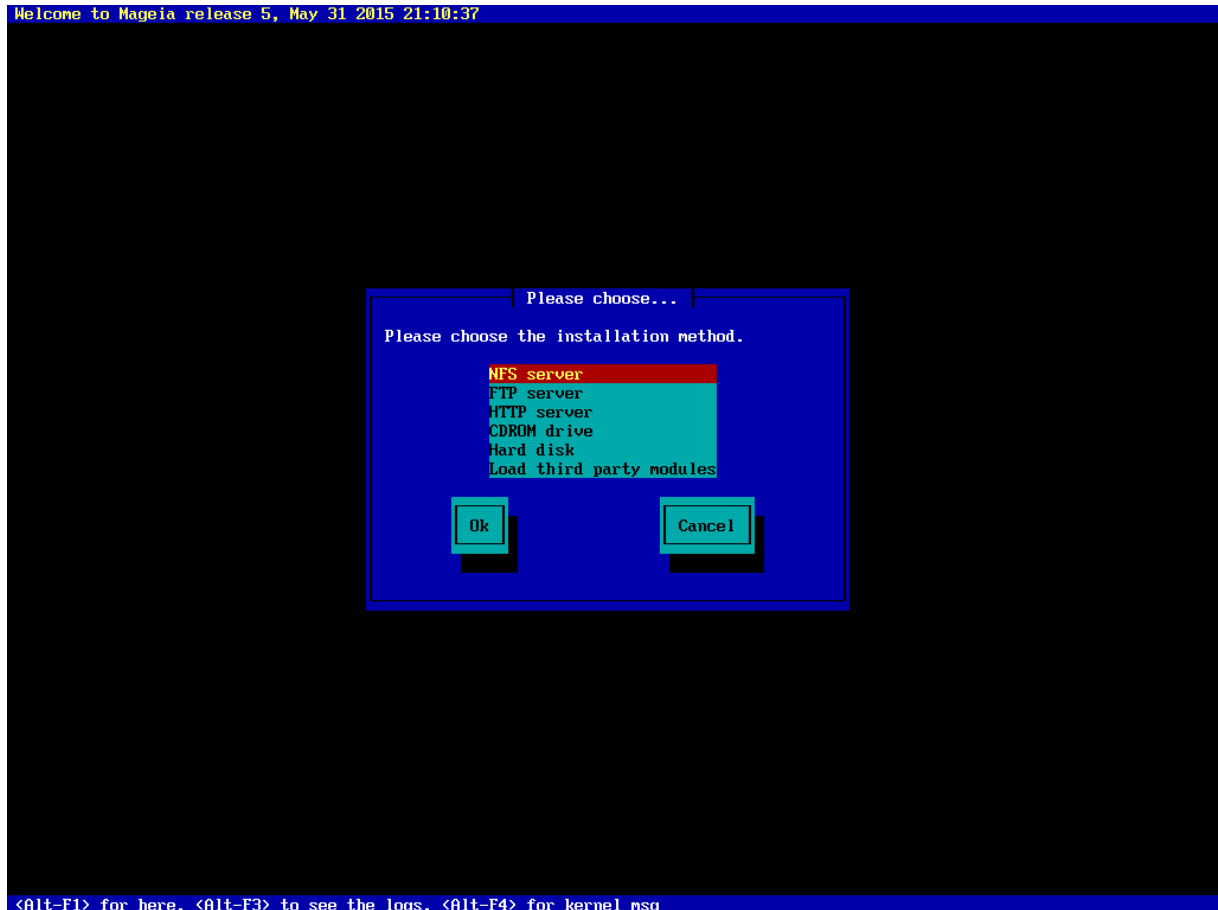 Welcome to Mageia release 5, May 31 2015 21:10:37
Please choose...
Please choose the installation method.
NFS server
FTP server
HTTP server
CDROM drive
Hard disk
Load third party modules
Ok Cancel
<Alt-F1> for here, <Alt-F3> to see the logs, <Alt-F4> for kernel msg